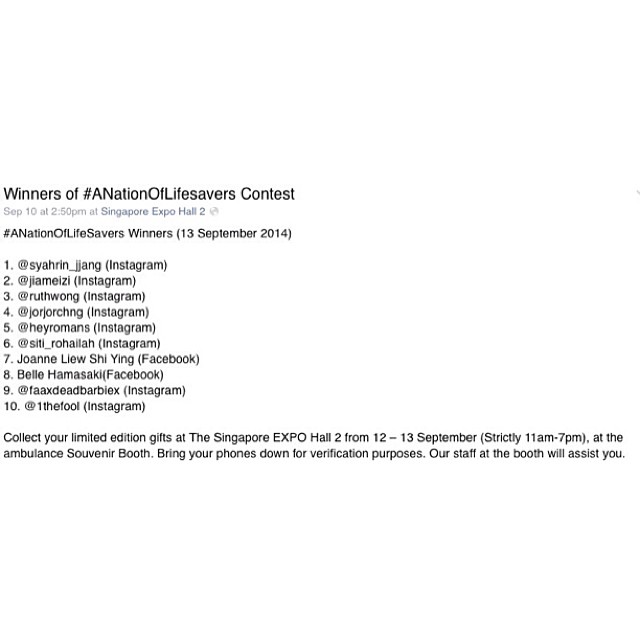 Winners of #ANationOfLifesavers Contest
Sep 10 at 2:50pm at Singapore Expo Hall 2
#ANationOfLifeSavers Winners (13 September 2014)
1. @syahrin_jjang (Instagram)
2. @jiameizi (Instagram)
3. @ruthwong (Instagram)
4. @jorjorchng (Instagram)
5. @heyromans (Instagram)
6. @siti_rohailah (Instagram)
7. Joanne Liew Shi Ying (Facebook)
8. Belle Hamasaki(Facebook)
9. @faaxdeadbarbiex (Instagram)
10. @1thefool (Instagram)
Collect your limited edition gifts at The Singapore EXPO Hall 2 from 12 – 13 September (Strictly 11am-7pm), at the
ambulance Souvenir Booth. Bring your phones down for verification purposes. Our staff at the booth will assist you.